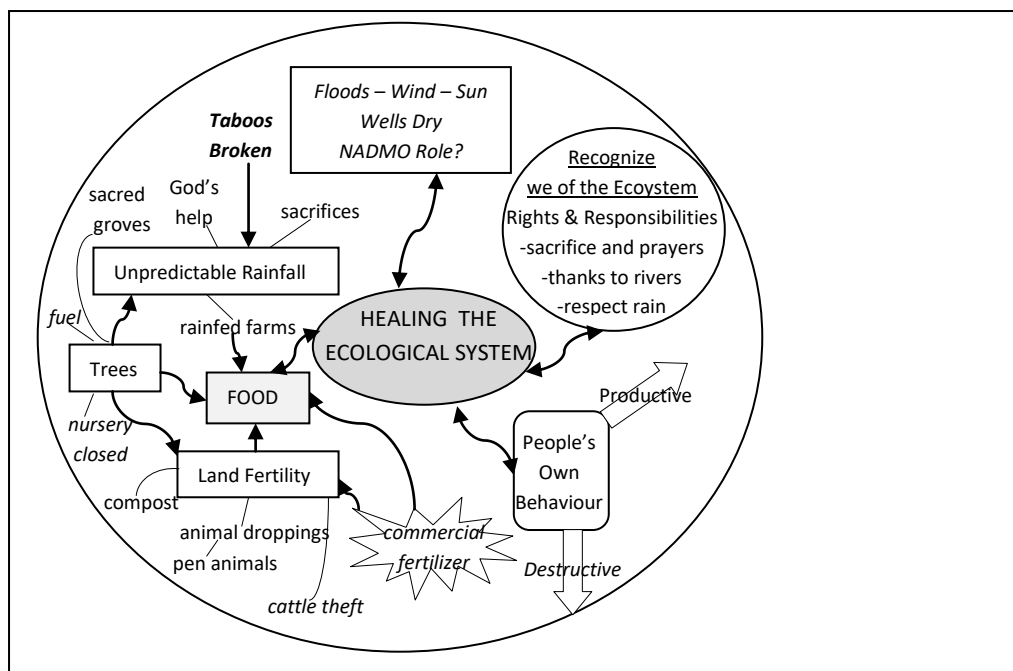 Floods – Wind – Sun
Wells Dry
NADMO Role?
Taboos
Broken
Recognize
we of the Ecoystem
Rights & Responsibilities
-sacrifice and prayers
-thanks to rivers
-respect rain
God's
help
sacred
groves
sacrifices
Unpredictable Rainfall
fuel
rainfed farms
HEALING THE
ECOLOGICAL SYSTEM
Trees
FOOD
Productive
nursery
closed
People's
Own
Behaviour
Land Fertility
compost
animal droppings
pen animals
commercial
fertilizer
Destructive
cattle theft